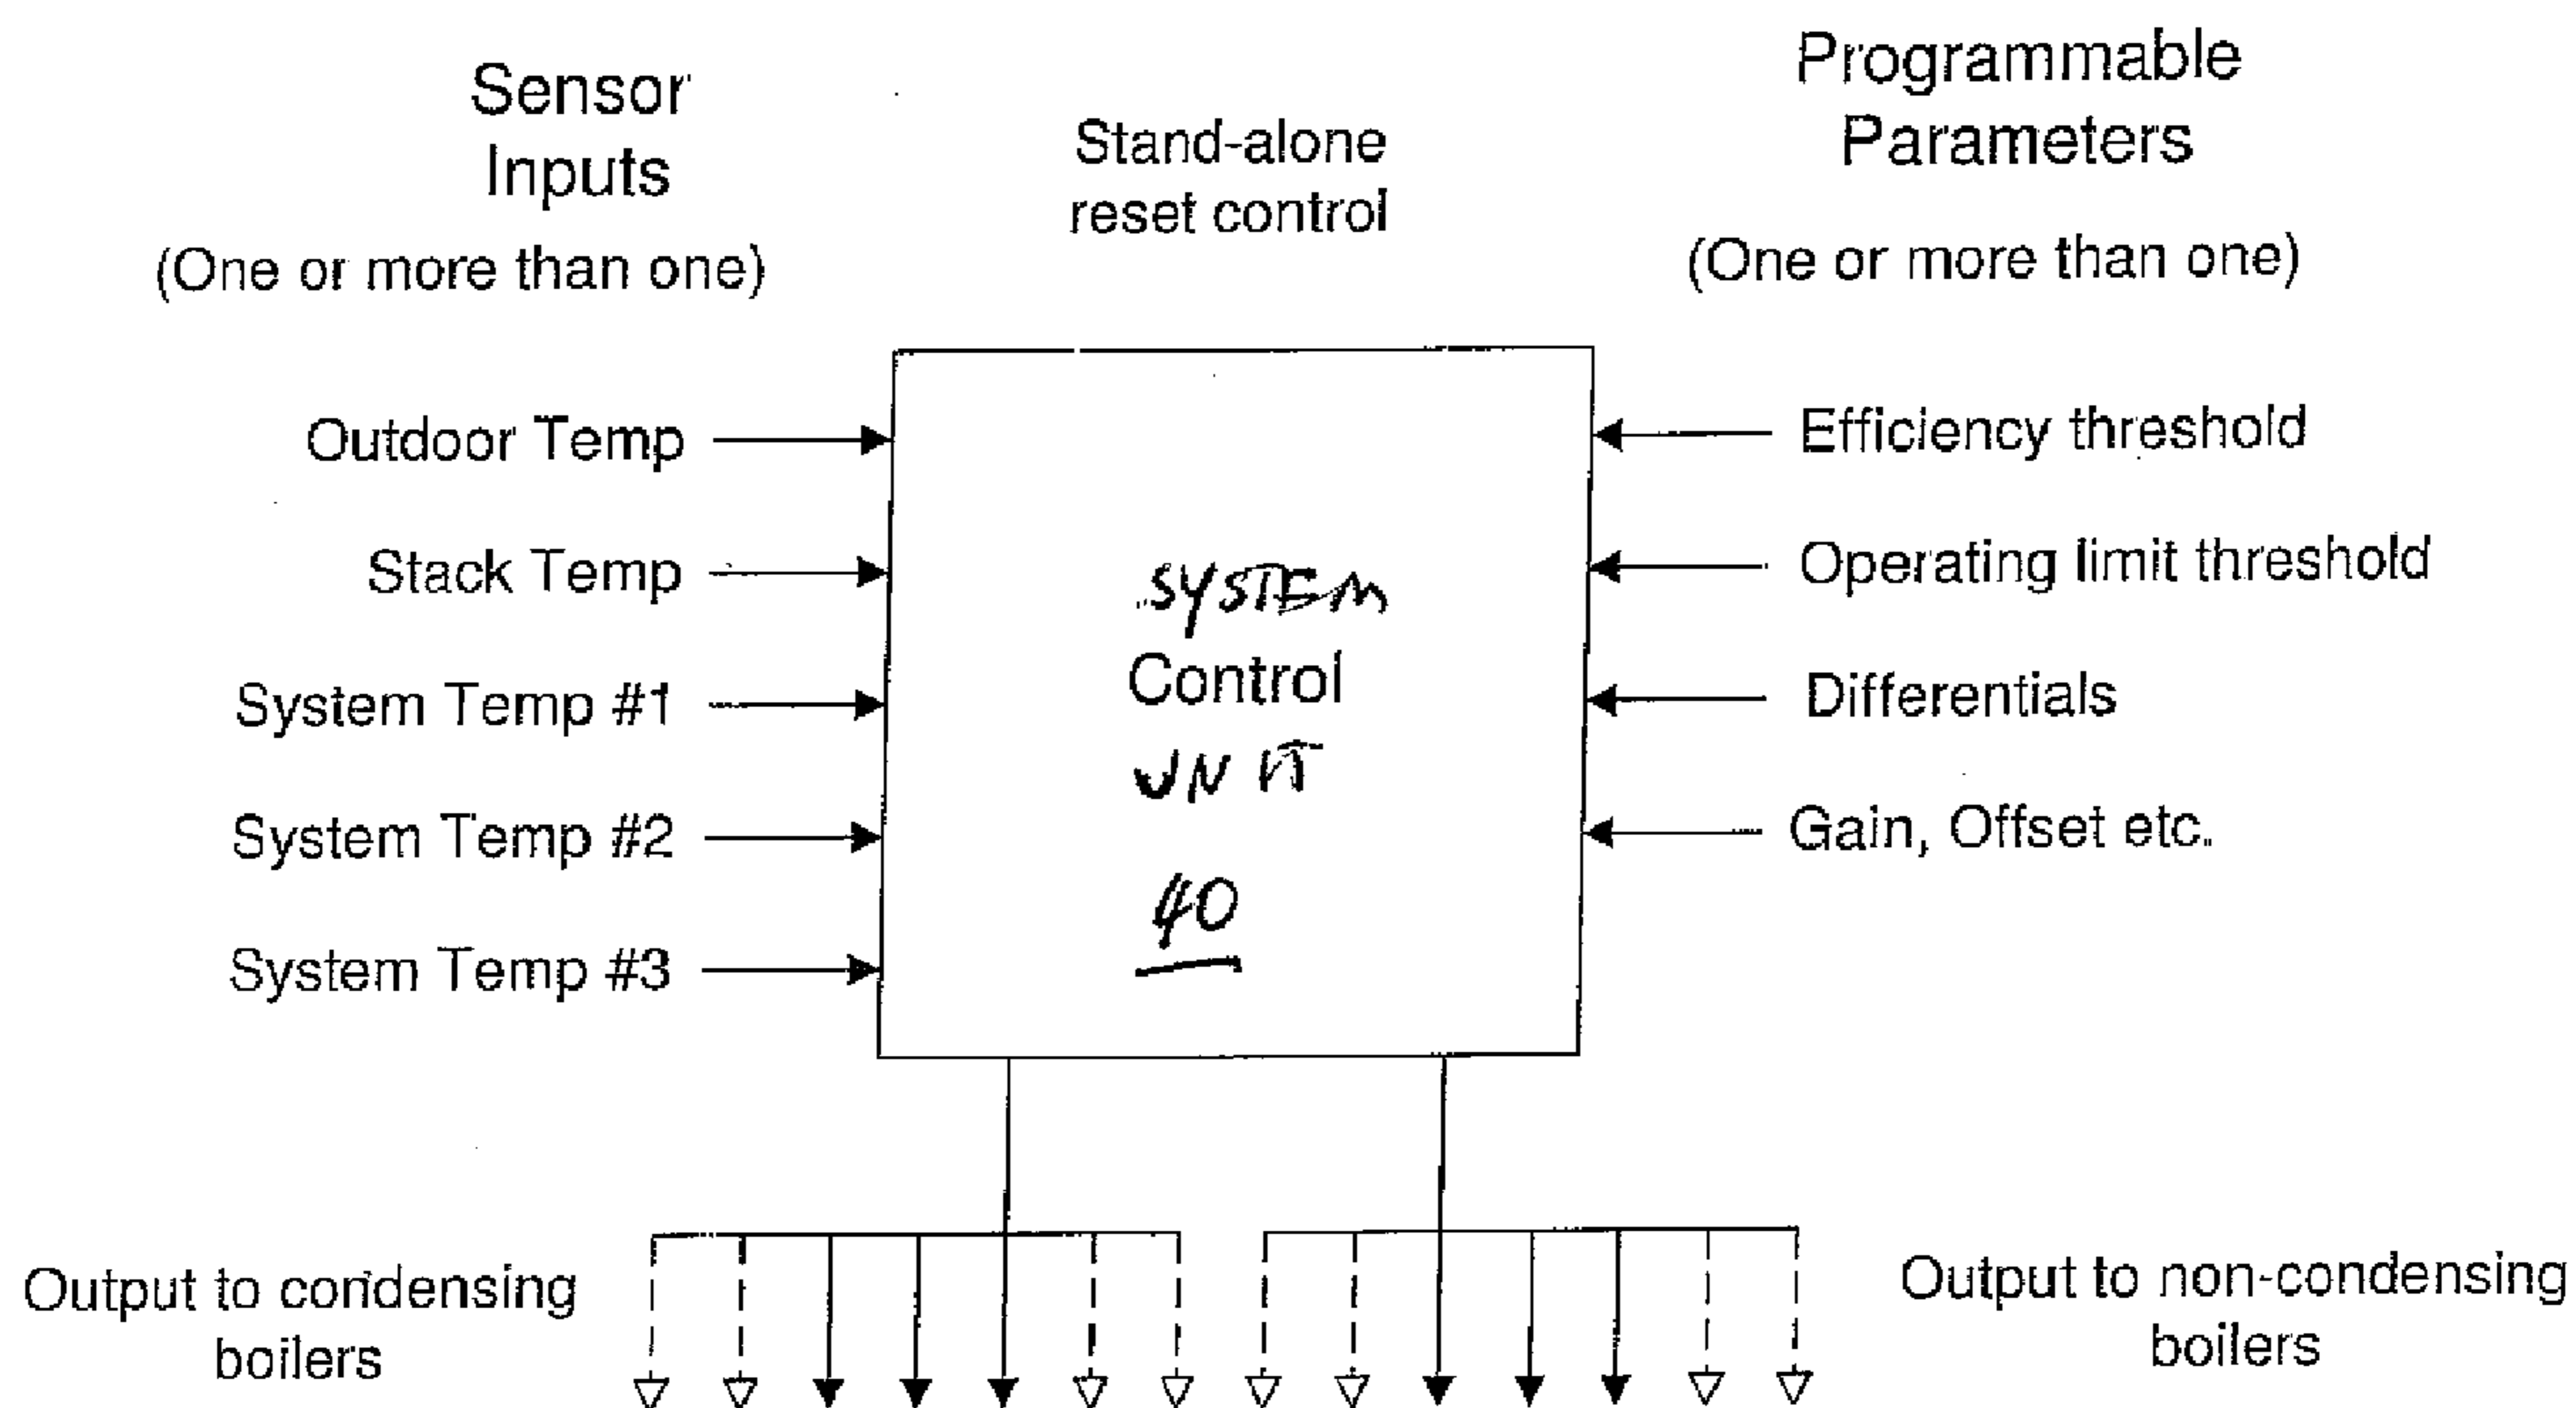 Sensor
Inputs
(One or more than one)
Stand-alone
reset control
Programmable
Parameters
(One or more than one)
Outdoor Temp
Stack Temp
System Temp #1
System Temp #2
System Temp #3
SYSTEM
Control
UNIT
40
Efficiency threshold
Operating limit threshold
Differentials
Gain, Offset etc.
Output to condensing
boilers
Output to non-condensing
boilers